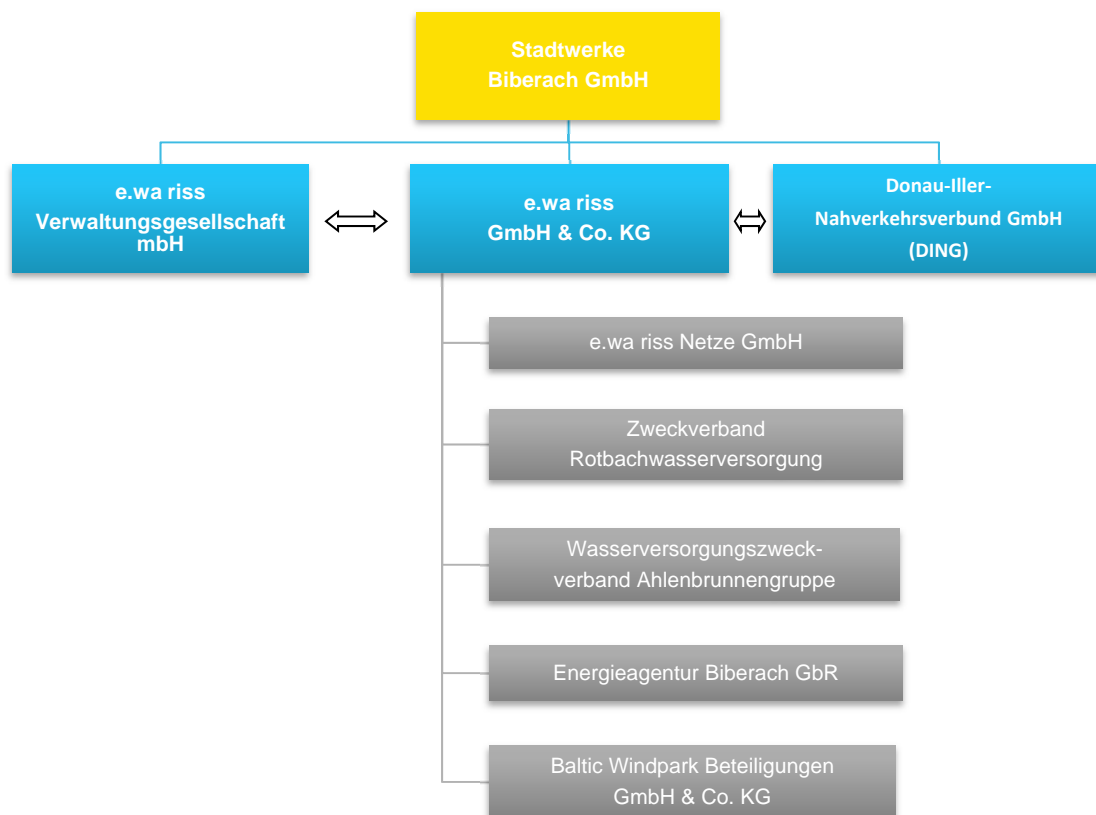 Stadtwerke
Biberach GmbH
e.wa riss
Verwaltungsgesellschaft
mbH
e.wa riss
GmbH & Co. KG
Donau-Iller-
Nahverkehrsverbund GmbH
(DING)
e.wa riss Netze GmbH
Zweckverband
Rotbachwasserversorgung
Wasserversorgungszweck-
verband Ahlenbrunnengruppe
Energieagentur Biberach GbR
Baltic Windpark Beteiligungen
GmbH & Co. KG